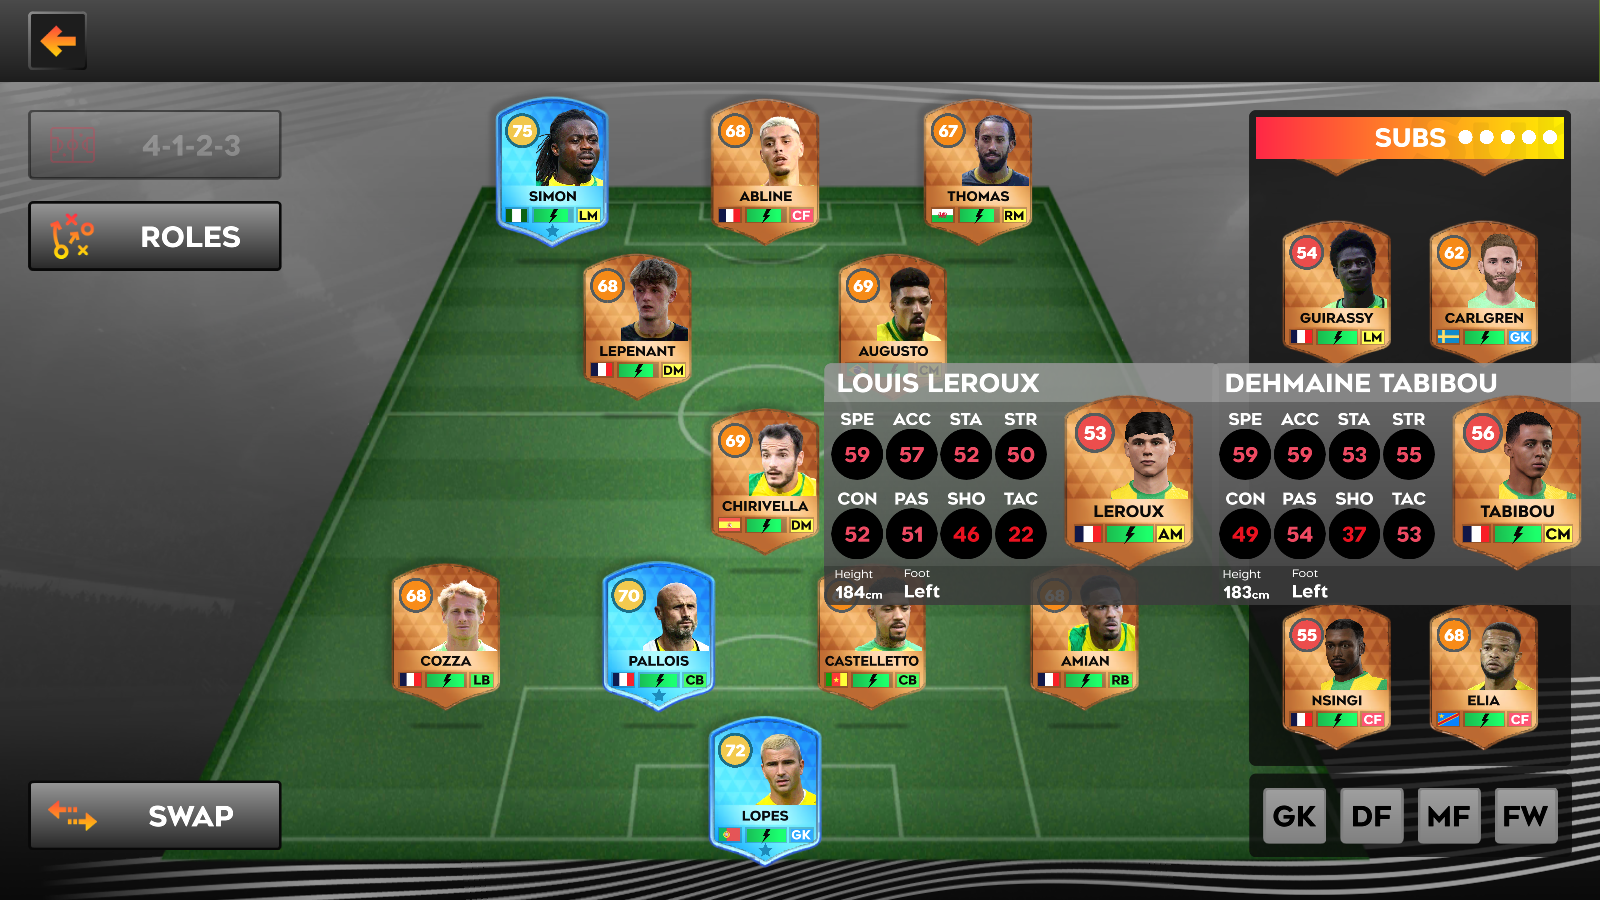 4-1-2-3
ROLES
SWAP
75
SIMON
LM
68
ABLINE
CF
67
THOMAS
RM
68
LEPENANT
DM
69
AUGUSTO
CM
69
CHIRIVELLA
DM
68
COZZA
LB
70
PALLOIS
CB
CASTELLETTO
CB
68
AMIAN
RB
72
LOPES
GK
SUBS
54
GUIRASSY
LM
62
CARLGREN
GK
LOUIS LEROUX
SPE ACC STA STR
59 57 52 50
CON PAS SHO TAC
52 51 46 22
Height Foot
184cm Left
53
LEROUX
AM
DEHMAINE TABIBOU
SPE ACC STA STR
59 59 53 55
CON PAS SHO TAC
49 54 37 53
Height Foot
183cm Left
56
TABIBOU
CM
55
NSINGI
CF
68
ELIA
CF
GK DF MF FW